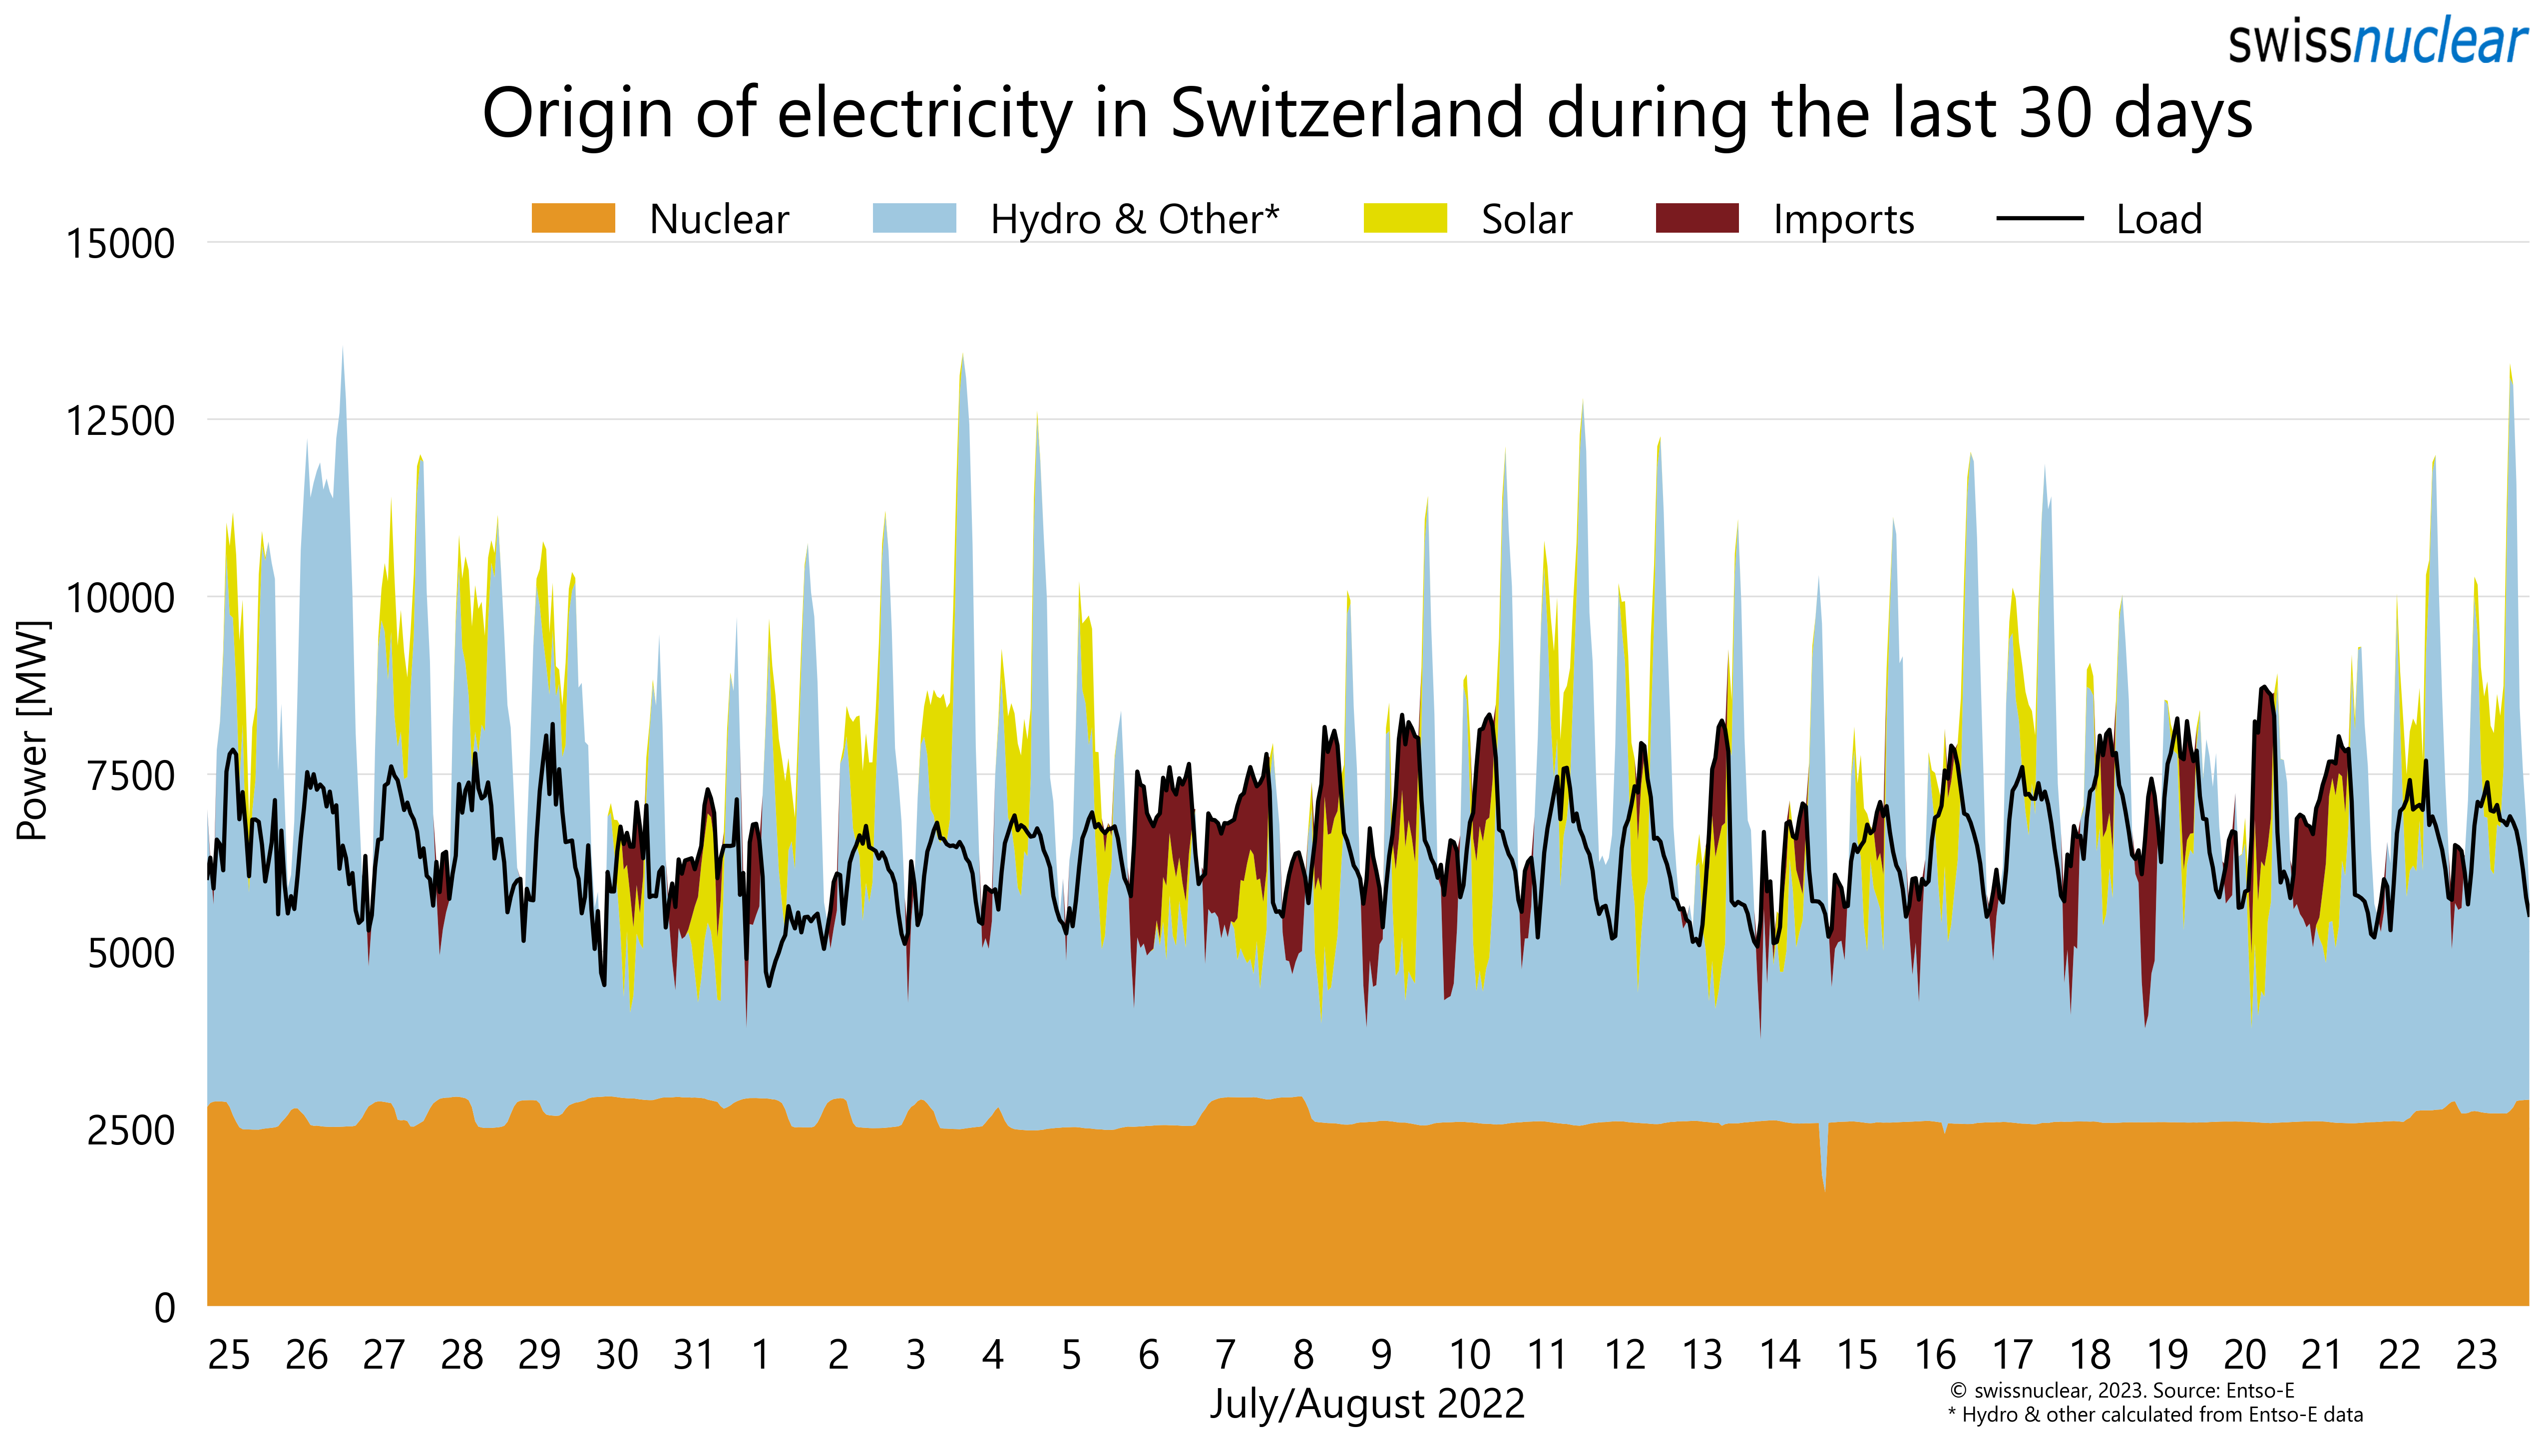 swissnuclear
Origin of electricity in Switzerland during the last 30 days
Nuclear Hydro & Other* Solar Imports Load
15000
12500
10000
7500
5000
2500
0
Power [MW]
25 26 27 28 29 30 31 1 2 3 4 5 6 7 8 9 10 11 12 13 14 15 16 17 18 19 20 21 22 23
July/August 2022
© swissnuclear, 2023. Source: Entso-E
* Hydro & other calculated from Entso-E data